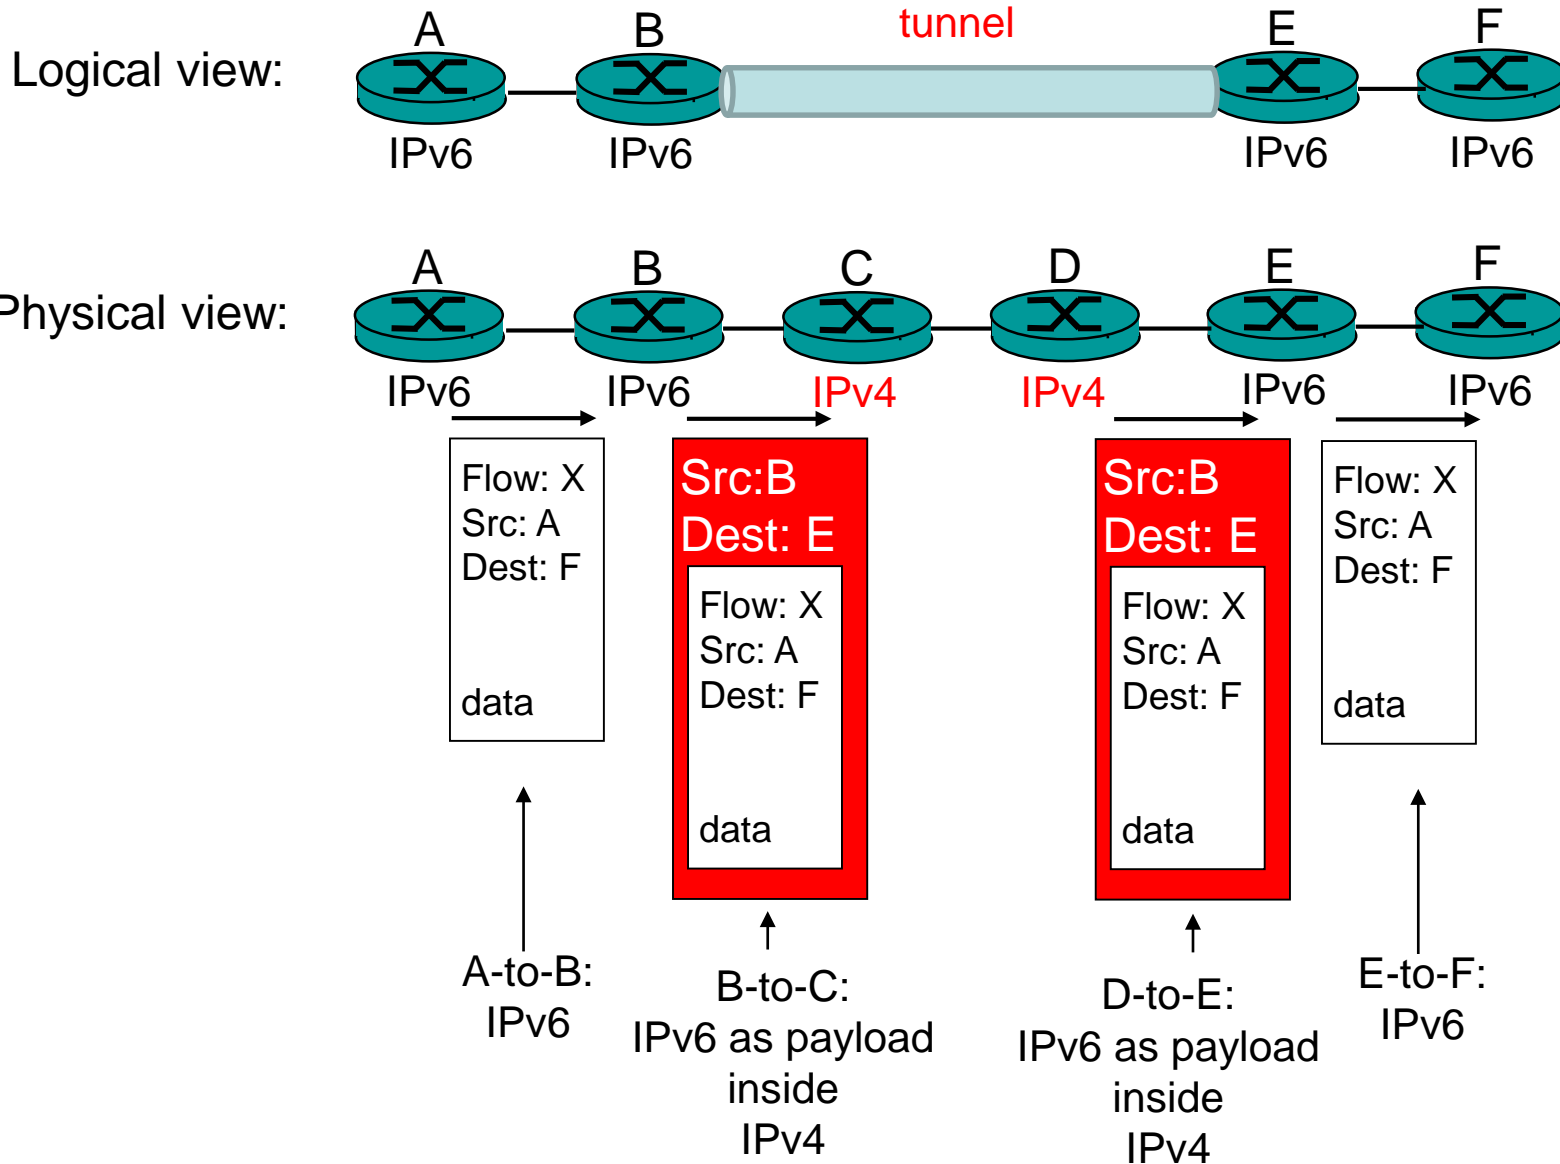 A B tunnel E F
Logical view:
IPv6 IPv6 IPv6 IPv6
A B C D E F
Physical view:
IPv6 IPv6 IPv4 IPv4 IPv6 IPv6
Flow: X
Src: A
Dest: F
data
Src:B
Dest: E
Flow: X
Src: A
Dest: F
data
Src:B
Dest: E
Flow: X
Src: A
Dest: F
data
Flow: X
Src: A
Dest: F
data
A-to-B:
IPv6
B-to-C:
IPv6 as payload
inside
IPv4
D-to-E:
IPv6 as payload
inside
IPv4
E-to-F:
IPv6